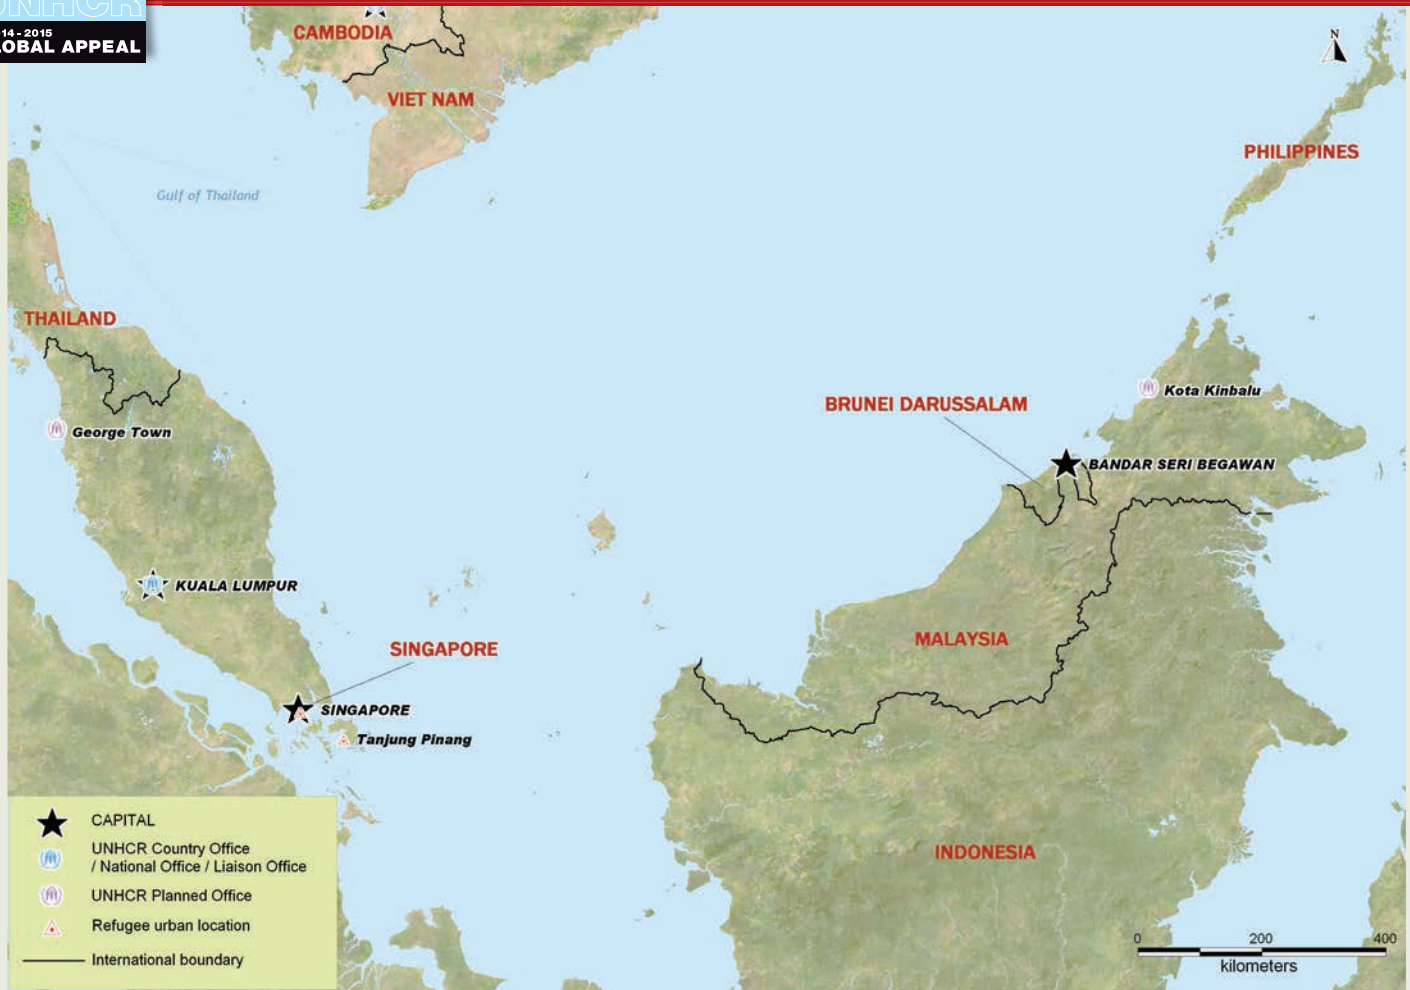 UNHCR
14 - 2015
LOBAL APPEAL
N
CAMBODIA
VIET NAM
PHILIPPINES
Gulf of Thailand
THAILAND
Kota Kinbalu
BRUNEI DARUSSALAM
George Town
BANDAR SERI BEGAWAN
KUALA LUMPUR
MALAYSIA
SINGAPORE
SINGAPORE
Tanjung Pinang
INDONESIA
CAPITAL
UNHCR Country Office
/ National Office / Liaison Office
UNHCR Planned Office
Refugee urban location
International boundary
0 200 400
kilometers